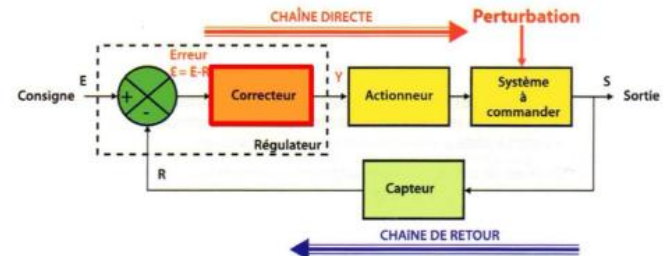 CHAÎNE DIRECTE
Perturbation
Erreur
Ɛ= E-R
Consigne
E
+
-
Correcteur
Y
Actionneur
Système
à
commander
S
Sortie
Régulateur
R
Capteur
CHAÎNE DE RETOUR